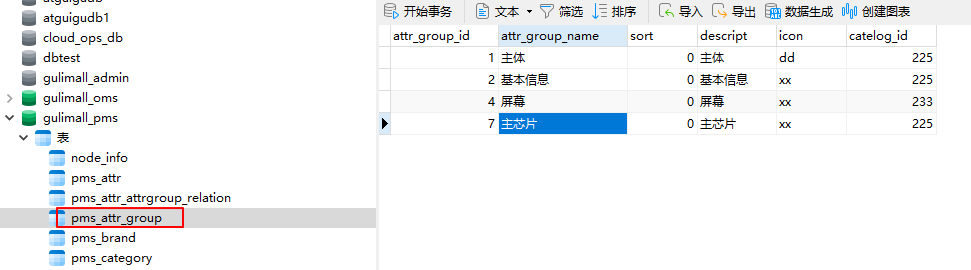 atguigudb
atguigudb1
cloud_ops_db
dbtest
gulimall_admin
gulimall_oms
gulimall_pms
表
node_info
pms_attr
pms_attr_attrgroup_relation
pms_attr_group
pms_brand
pms_category
开始事务 文本 筛选 排序 导入 导出 数据生成 创建图表
attr_group_id attr_group_name sort descript icon catelog_id
1 主体 0 主体 dd 225
2 基本信息 0 基本信息 xx 225
4 屏幕 0 屏幕 xx 233
7 主芯片 0 主芯片 xx 225